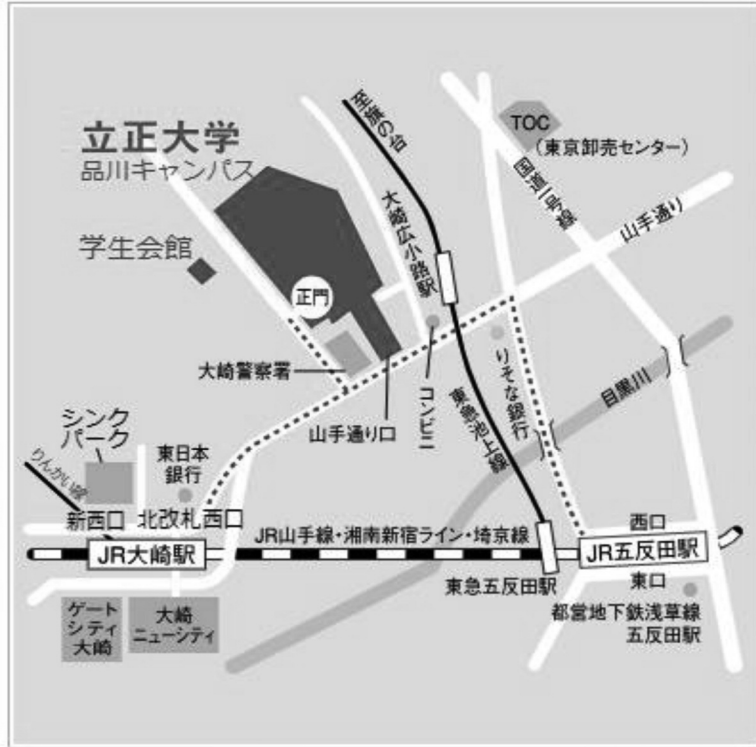 至旗の台
TOC
(東京卸売センター)
立正大学
品川キャンパス
国道一号線
山手通り
大崎広小路駅
学生会館
正門
大崎警察署
山手通り口
コンビニ
りそな銀行
東急池上線
目黒川
シンク
パーク
東日本
銀行
りんかい線
新西口
北改札西口
JR山手線・湘南新宿ライン・埼京線
西口
JR大崎駅
JR五反田駅
東急五反田駅
東口
ゲート
シティ
大崎
大崎
ニューシティ
都営地下鉄浅草線
五反田駅